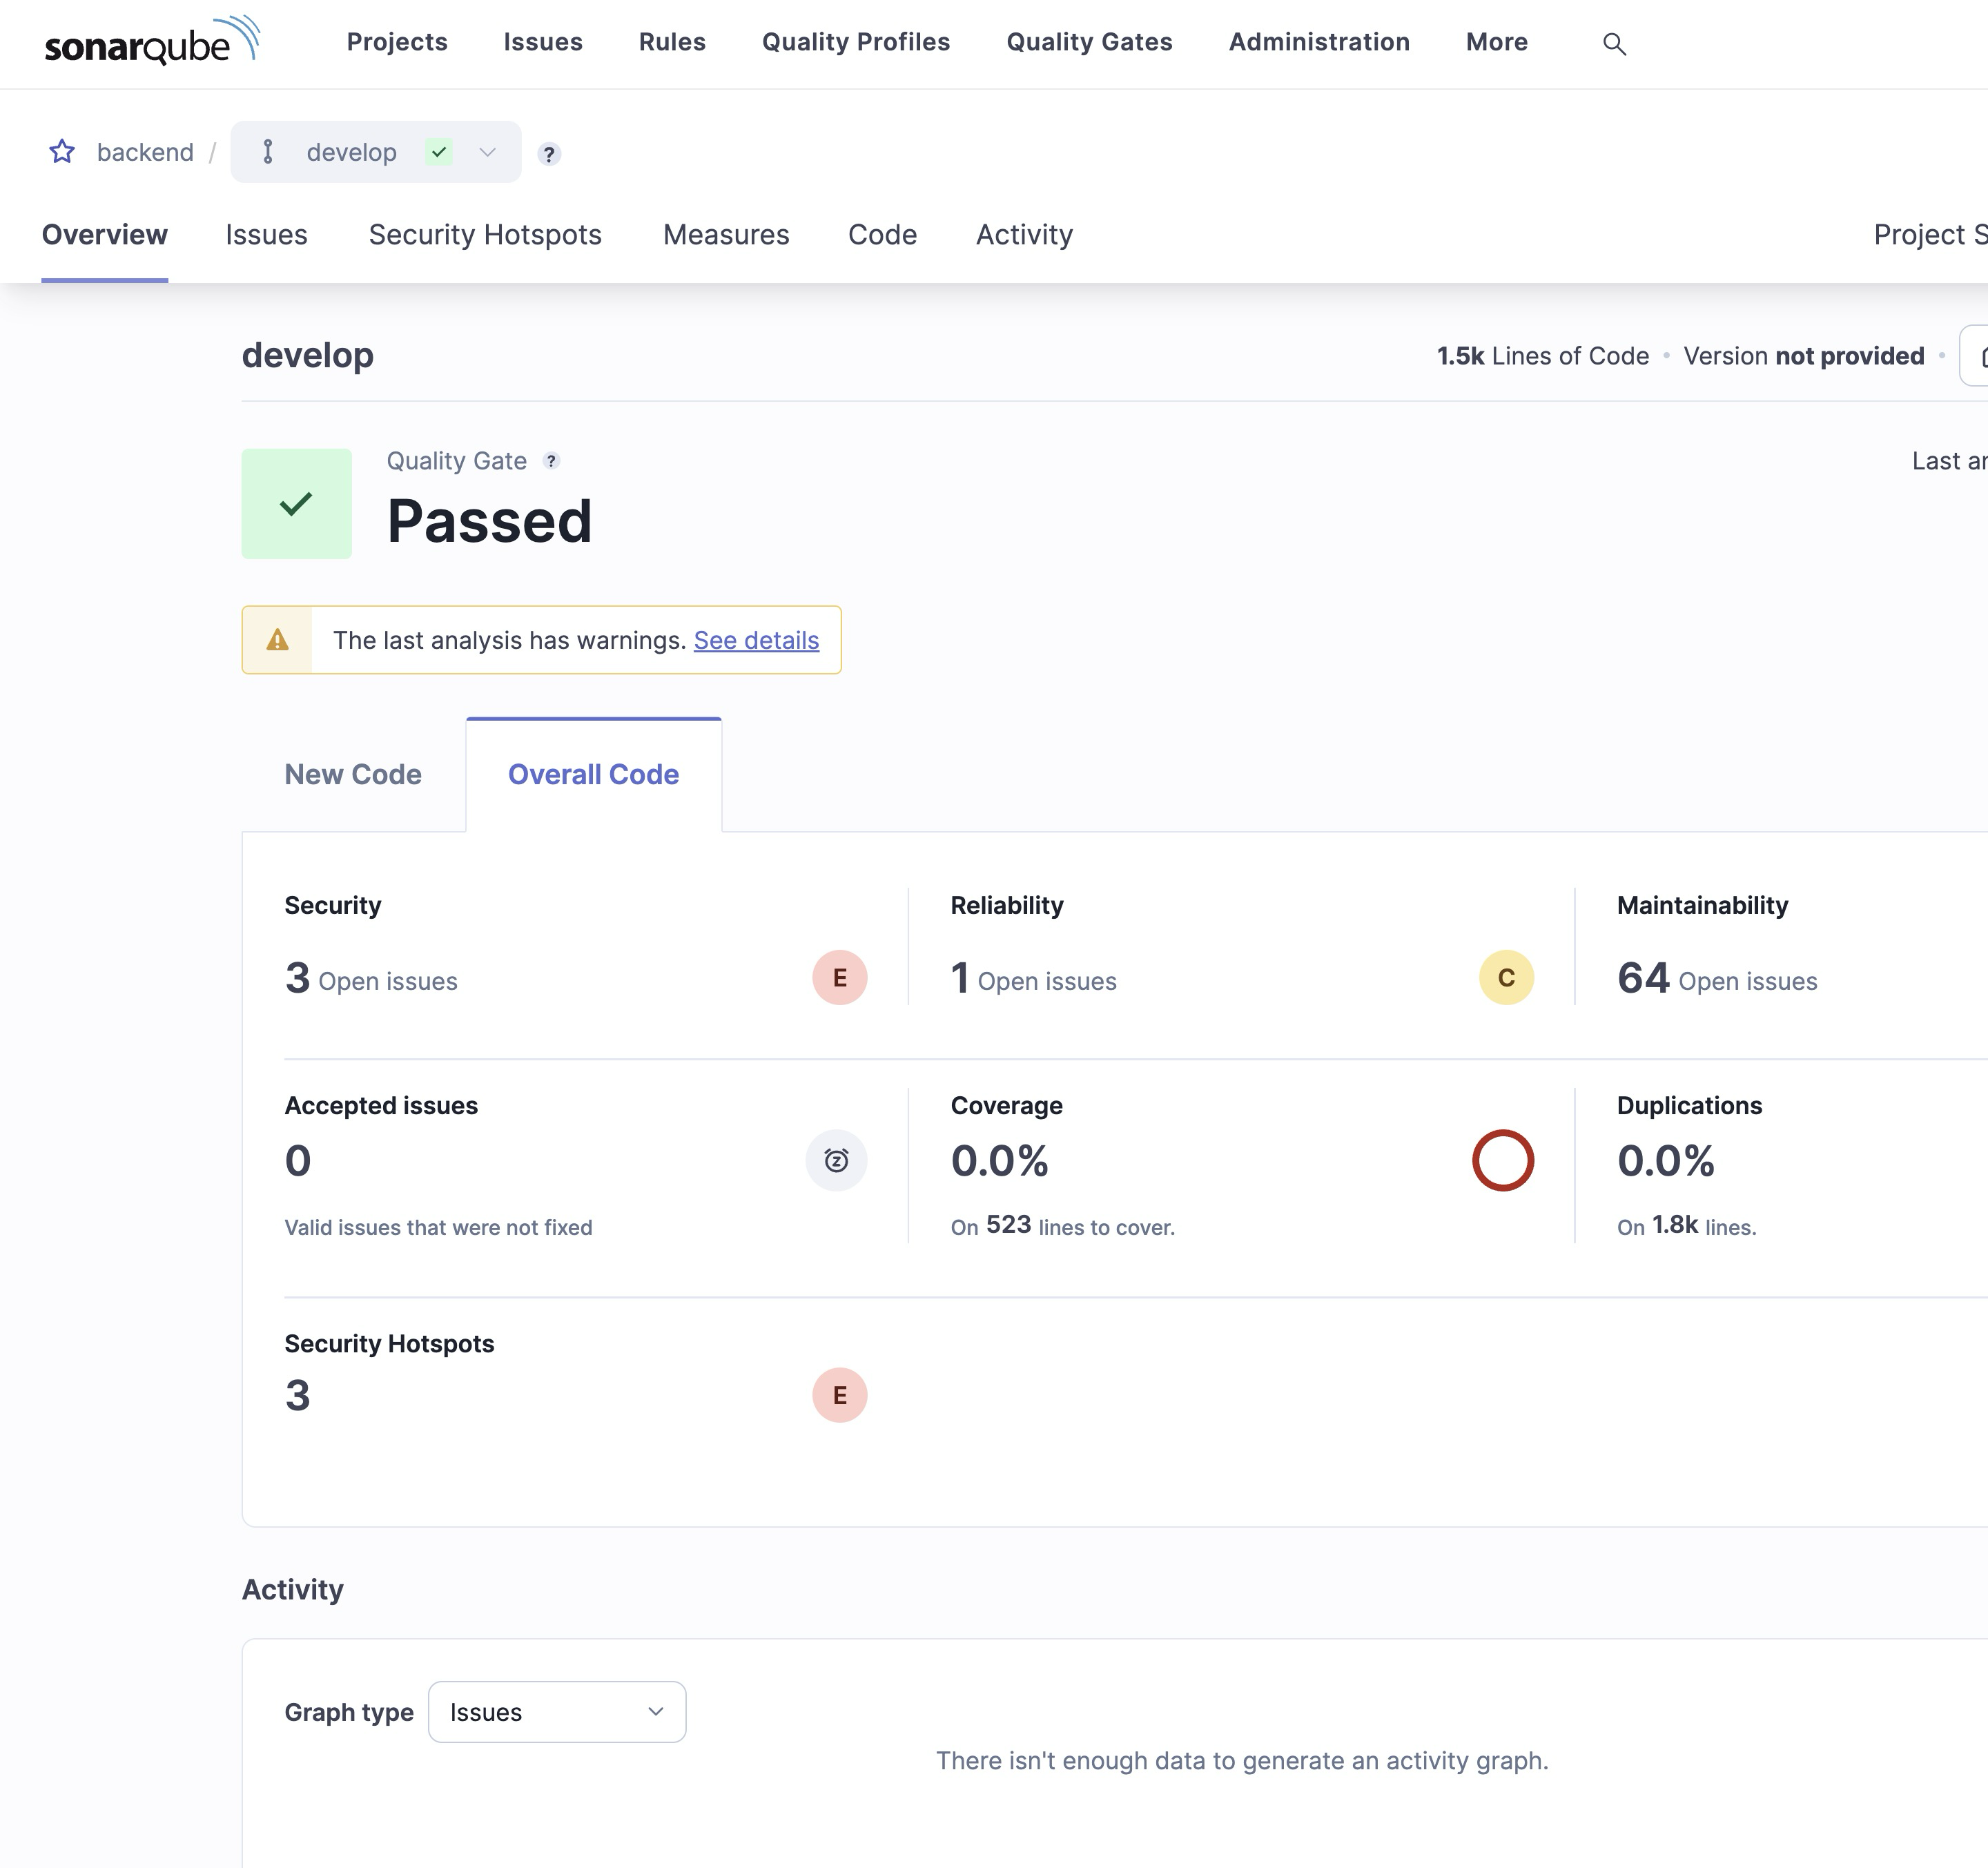 sonarqube Projects Issues Rules Quality Profiles Quality Gates Administration More
backend / develop ?
Overview Issues Security Hotspots Measures Code Activity Project S
develop 1.5k Lines of Code • Version not provided •
Quality Gate ? Last an
Passed
The last analysis has warnings. See details
New Code Overall Code
Security Reliability Maintainability
3 Open issues E 1 Open issues C 64 Open issues
Accepted issues Coverage Duplications
0 z 0.0% 0.0%
Valid issues that were not fixed On 523 lines to cover. On 1.8k lines.
Security Hotspots
3 E
Activity
Graph type Issues
There isn't enough data to generate an activity graph.